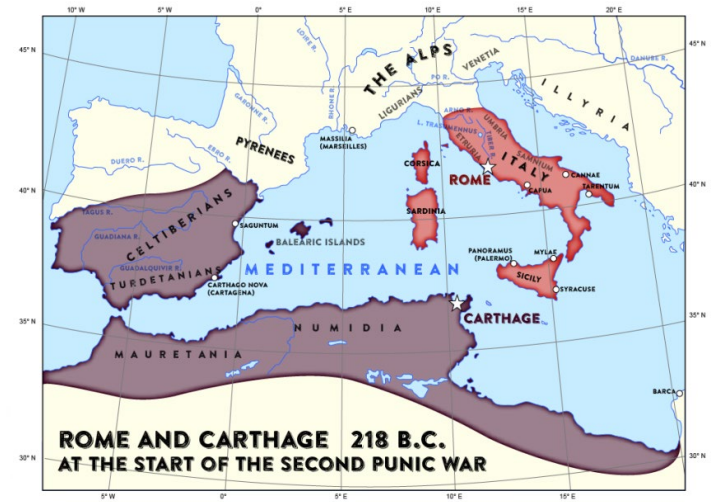 10° W
5° W
0°
5° E
10° E
15° E
20° E
45° N
45° N
40° N
40° N
35° N
35° N
30° N
30° N
5° W
0°
5° E
10° E
15° E
20° E
LOIRE R.
THE ALPS
VENETIA
DANUBE R.
PO R.
ILLYRIA
GARONNE R.
RHONE R.
LIGURIANS
MASSILIA
(MARSEILLES)
PYRENEES
ARNO R.
UMBRIA
L. TRASUMENNUS
TIBER R.
ETRURIA
SAMNIUM
ITALY
EBRO R.
DUERO R.
CORSICA
ROME
CANNAE
CAPUA
TARENTUM
TAGUS R.
CELTIBERIANS
SAGUNTUM
SARDINIA
GUADIANA R.
BALEARIC ISLANDS
PANORAMUS
(PALERMO)
MYLAE
GUADALQUIVIR R.
MEDITERRANEAN
SICILY
TURDETANIANS
CARTHAGO NOVA
(CARTAGENA)
SYRACUSE
CARTHAGE
NUMIDIA
MAURETANIA
BARCA
ROME AND CARTHAGE 218 B.C.
AT THE START OF THE SECOND PUNIC WAR